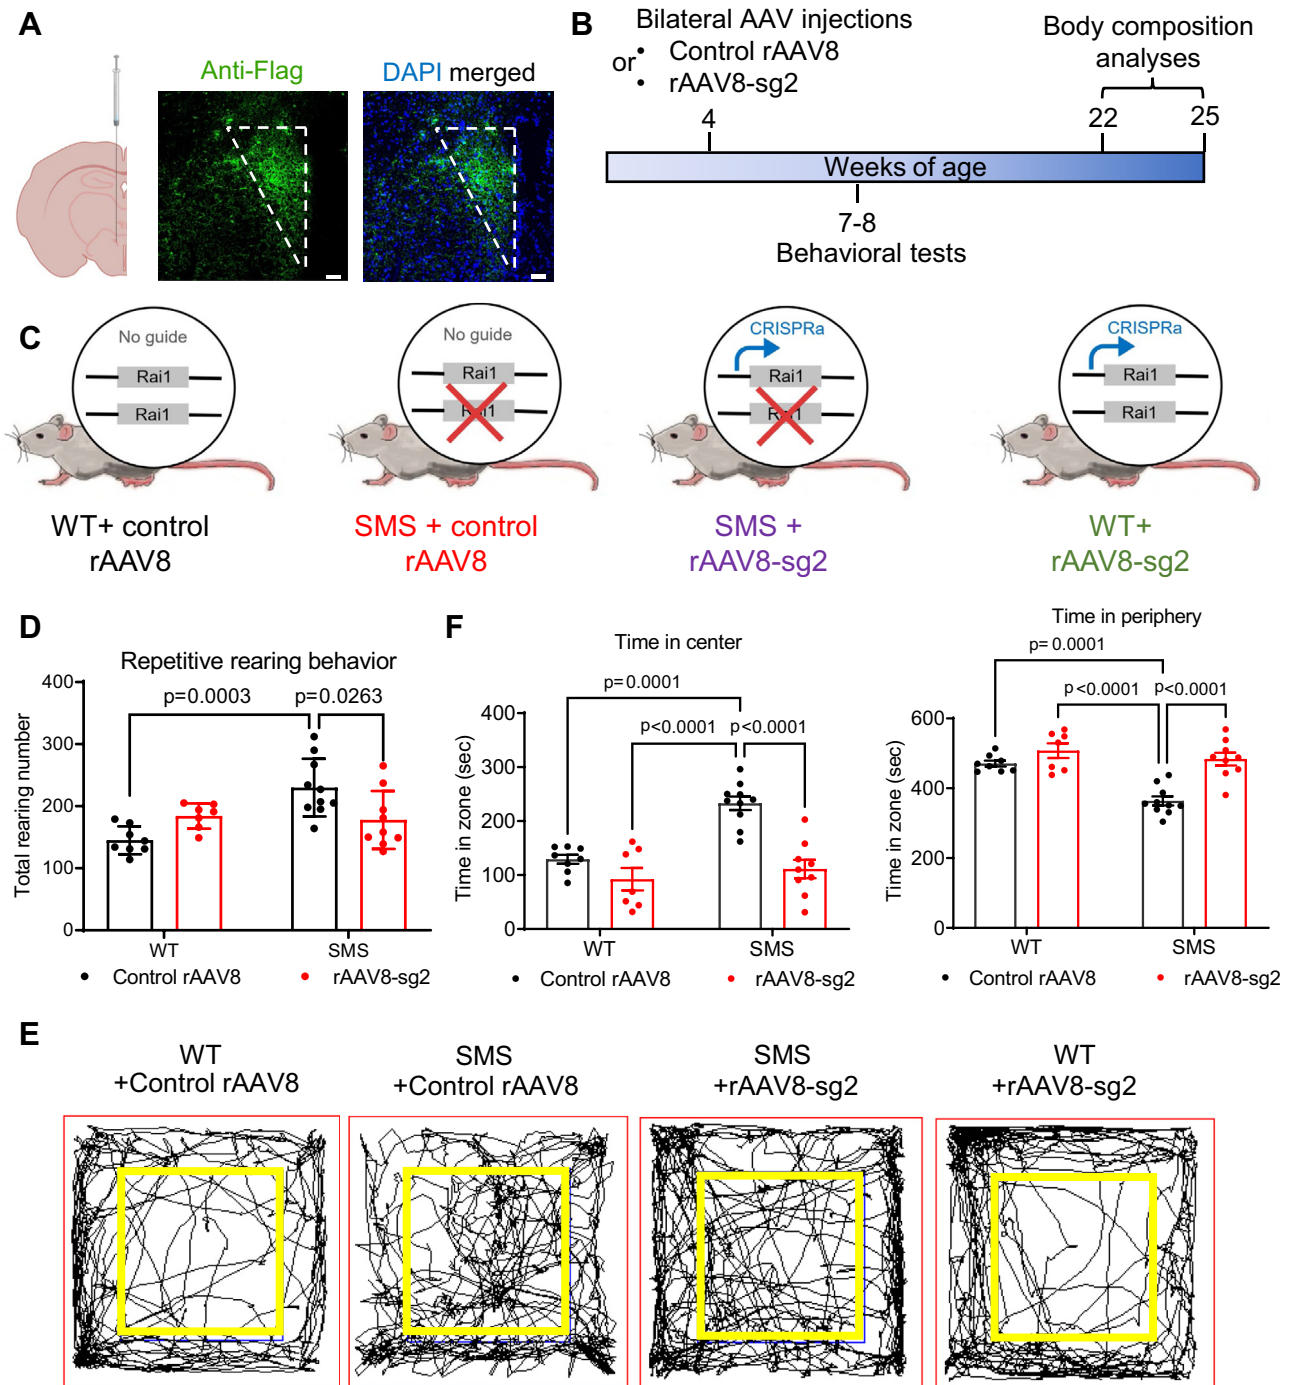 A
Anti-Flag
DAPI merged
B
Bilateral AAV injections
or
• Control rAAV8
• rAAV8-sg2
Body composition
analyses
4
22
25
Weeks of age
7-8
Behavioral tests
C
No guide
Rai1
Rai1
WT+ control
rAAV8
No guide
Rai1
Rai1
SMS + control
rAAV8
CRISPRa
Rai1
Rai1
SMS +
rAAV8-sg2
CRISPRa
Rai1
Rai1
WT+
rAAV8-sg2
D
Repetitive rearing behavior
p=0.0003
p=0.0263
Total rearing number
400
300
200
100
0
WT
SMS
• Control rAAV8
• rAAV8-sg2
F
Time in center
p=0.0001
p<0.0001
p<0.0001
Time in zone (sec)
400
300
200
100
0
WT
SMS
• Control rAAV8
• rAAV8-sg2
Time in periphery
p=0.0001
p<0.0001
p<0.0001
Time in zone (sec)
600
400
200
0
WT
SMS
• Control rAAV8
• rAAV8-sg2
E
WT
+Control rAAV8
SMS
+Control rAAV8
SMS
+rAAV8-sg2
WT
+rAAV8-sg2